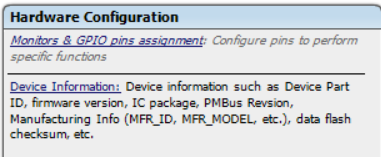 Hardware Configuration
Monitors & GPIO pins assignment: Configure pins to perform
specific functions
Device Information: Device information such as Device Part
ID, firmware version, IC package, PMBus Revsion,
Manufacturing Info (MFR_ID, MFR_MODEL, etc.), data flash
checksum, etc.